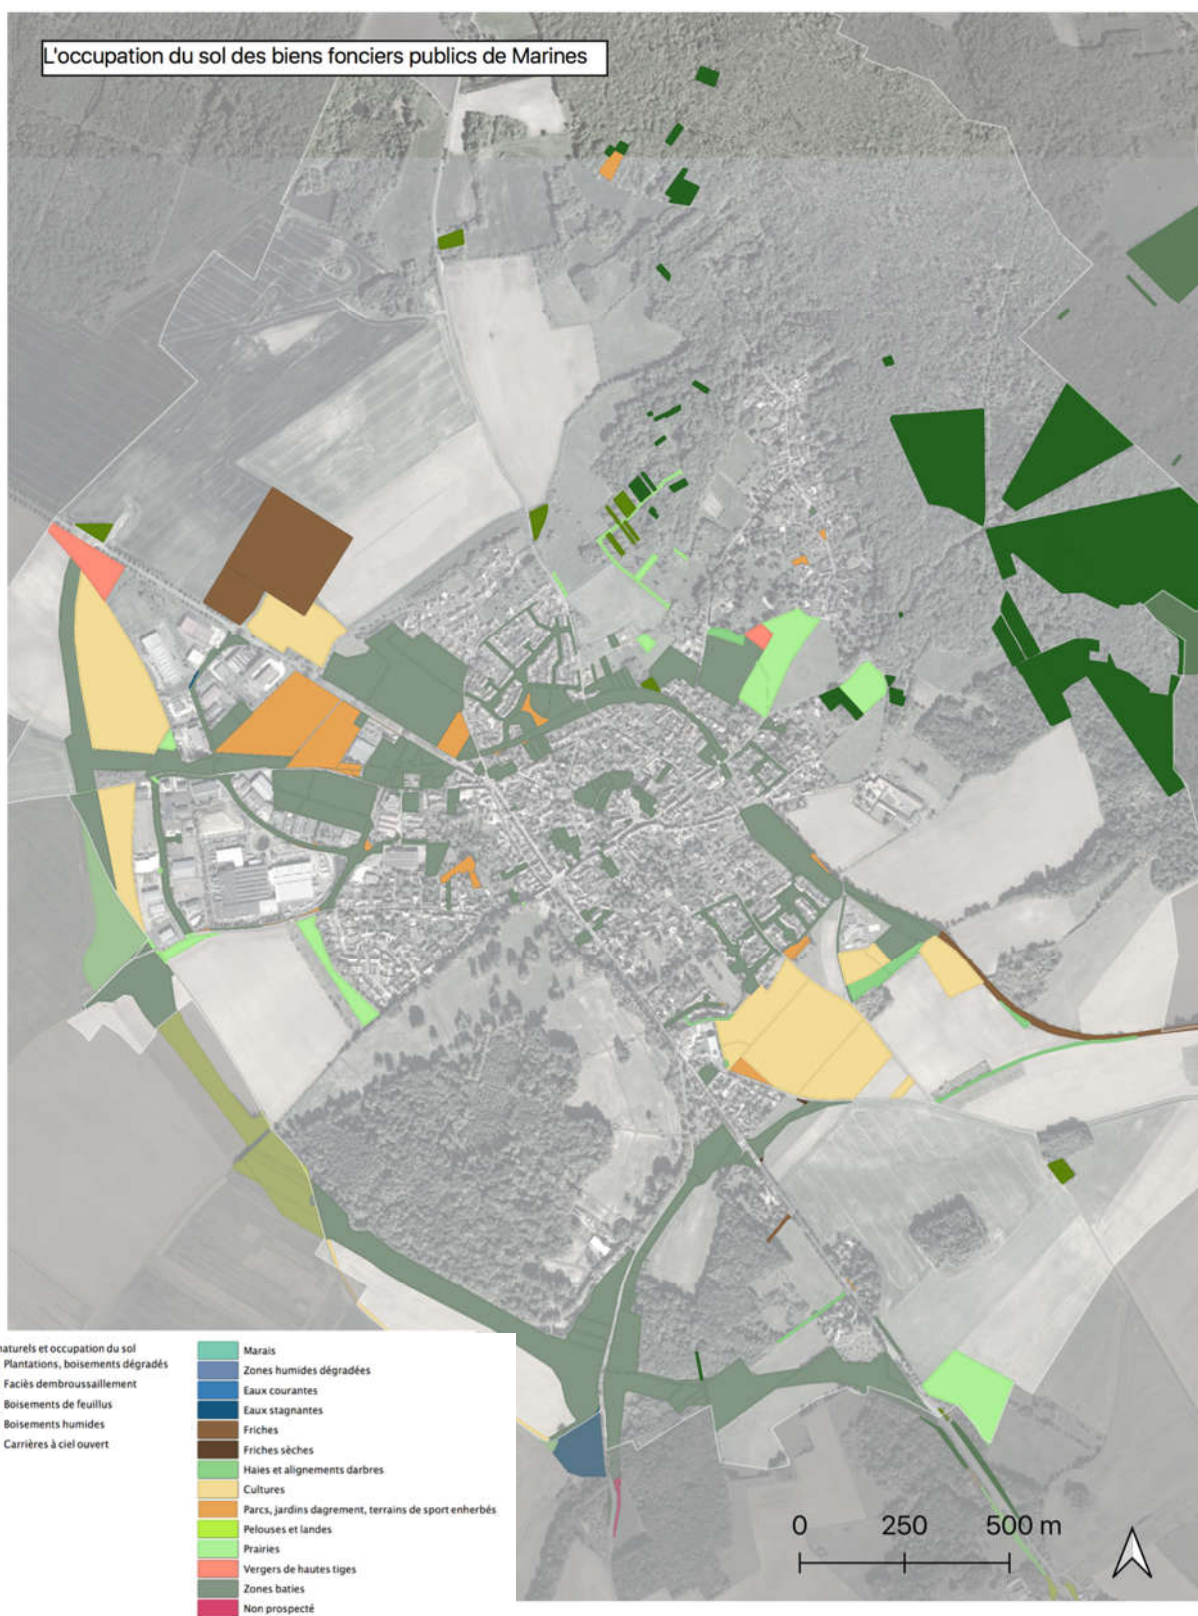 L'occupation du sol des biens fonciers publics de Marines
naturels et occupation du sol
Plantations, boisements dégradés
Faciès dembroussaillement
Boisements de feuillus
Boisements humides
Carrières à ciel ouvert
Marais
Zones humides dégradées
Eaux courantes
Eaux stagnantes
Friches
Friches sèches
Haies et alignements darbres
Cultures
Parcs, jardins dagrement, terrains de sport enherbés
Pelouses et landes
Prairies
Vergers de hautes tiges
Zones baties
Non prospecté
0 250 500 m